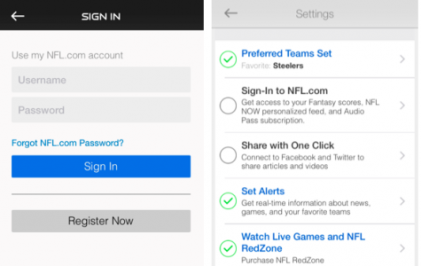 SIGN IN
Use my NFL.com account
Username
Password
Forgot NFL.com Password?
Sign In
Register Now
Settings
Preferred Teams Set
Favorite: Steelers
Sign-In to NFL.com
Get access to your Fantasy scores, NFL
NOW personalized feed, and Audio
Pass subscription.
Share with One Click
Connect to Facebook and Twitter to
share articles and videos
Set Alerts
Get real-time information about news,
games, and your favorite teams
Watch Live Games and NFL
RedZone
Purchase NFL RedZone